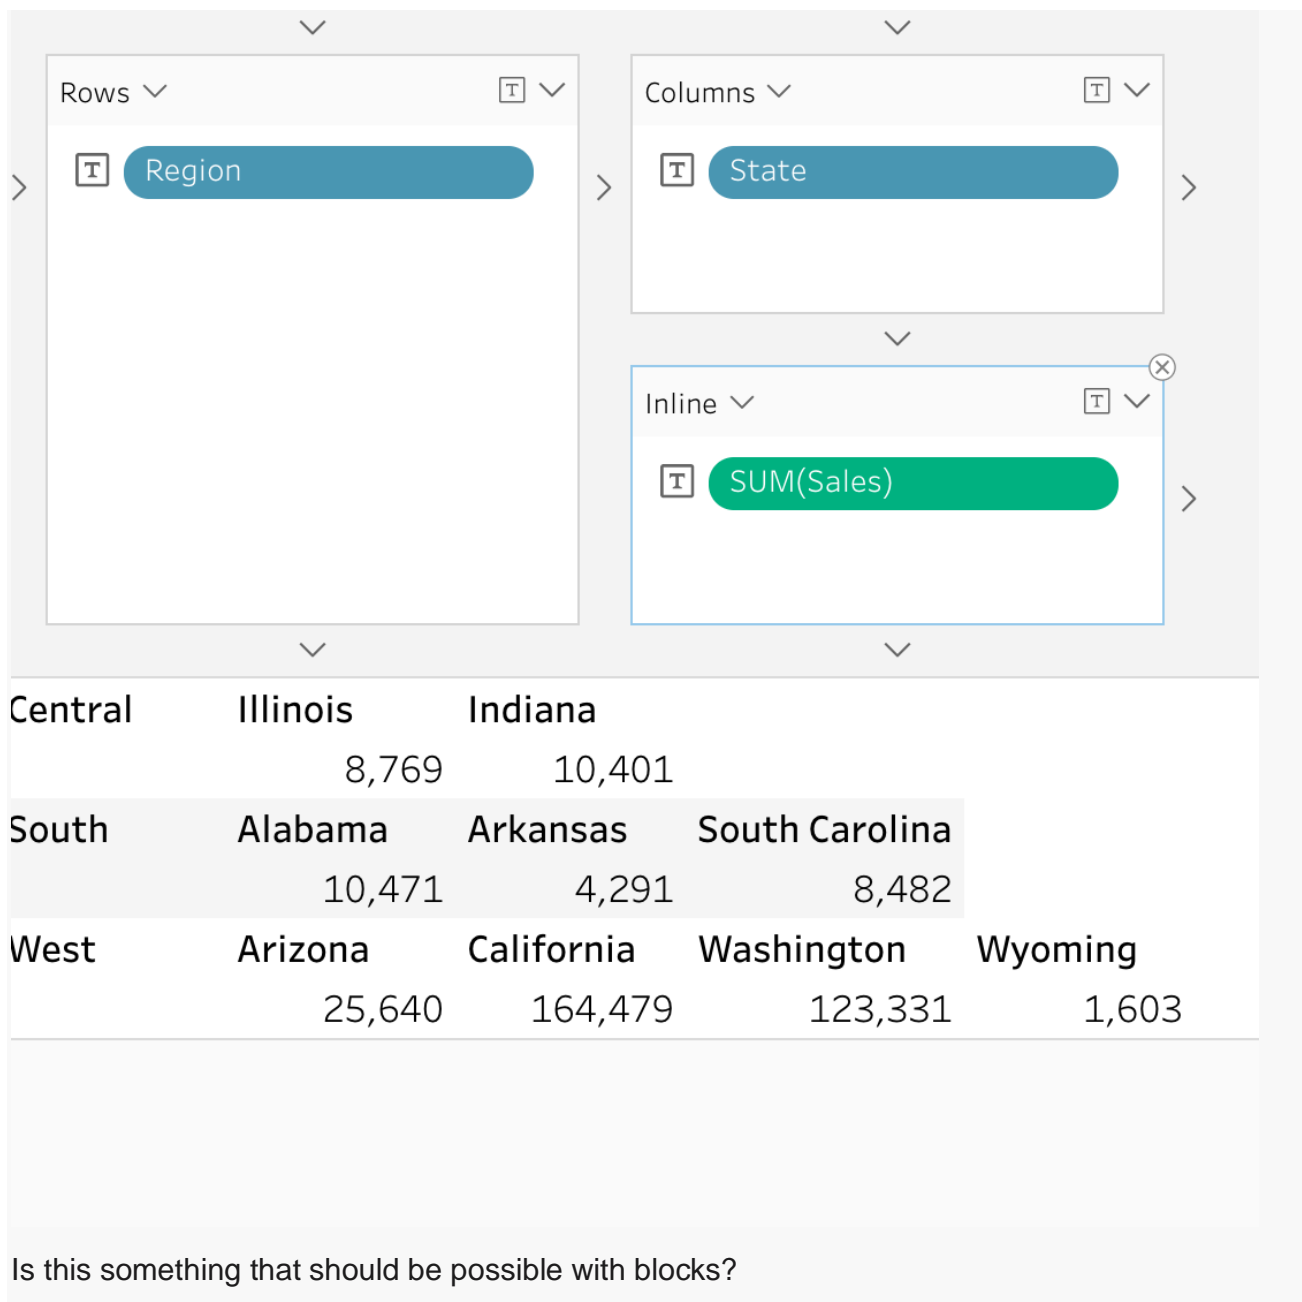 Rows T Columns T
T Region T State
Inline T
T SUM(Sales)
Central Illinois Indiana
8,769 10,401
South Alabama Arkansas South Carolina
10,471 4,291 8,482
West Arizona California Washington Wyoming
25,640 164,479 123,331 1,603
Is this something that should be possible with blocks?